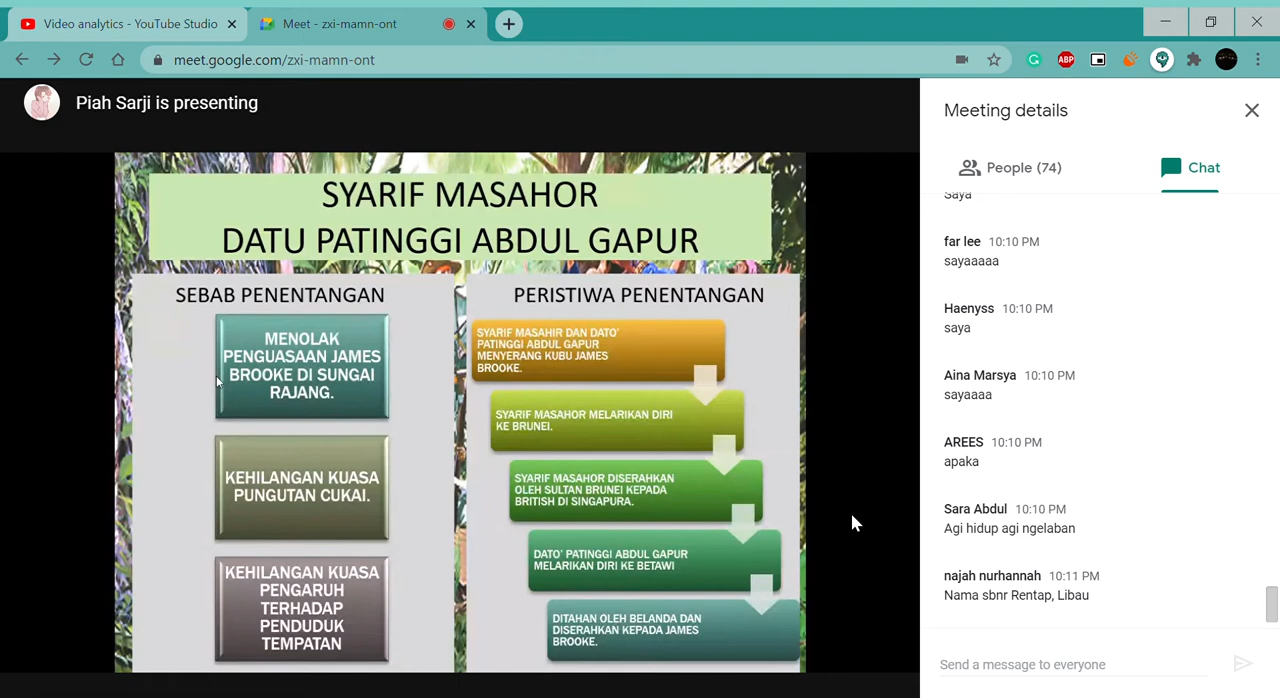 Video analytics - YouTube Studio
Meet - zxi-mamn-ont
meet.google.com/zxi-mamn-ont
ABP
Piah Sarji is presenting
SYARIF MASAHOR
DATU PATINGGI ABDUL GAPUR
SEBAB PENENTANGAN
MENOLAK
PENGUASAAN JAMES
BROOKE DI SUNGAI
RAJANG.
KEHILANGAN KUASA
PUNGUTAN CUKAI.
KEHILANGAN KUASA
PENGARUH
TERHADAP
PENDUDUK
TEMPATAN
PERISTIWA PENENTANGAN
SYARIF MASAHIR DAN DATO'
PATINGGI ABDUL GAPUR
MENYERANG KUBU JAMES
BROOKE.
SYARIF MASAHOR MELARIKAN DIRI
KE BRUNEI.
SYARIF MASAHOR DISERAHKAN
OLEH SULTAN BRUNEI KEPADA
BRITISH DI SINGAPURA.
DATO' PATINGGI ABDUL GAPUR
MELARIKAN DIRI KE BETAWI
DITAHAN OLEH BELANDA DAN
DISERAHKAN KEPADA JAMES
BROOKE.
Meeting details
People (74)
Chat
Saya
far lee 10:10 PM
sayaaaaa
Haenyss 10:10 PM
saya
Aina Marsya 10:10 PM
sayaaaa
AREES 10:10 PM
apaka
Sara Abdul 10:10 PM
Agi hidup agi ngelaban
najah nurhannah 10:11 PM
Nama sbnr Rentap, Libau
Send a message to everyone